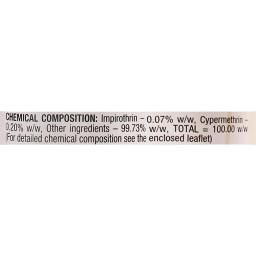 CHEMICAL COMPOSITION: Impirothrin – 0.07% w/w, Cypermethrin –
0.20% w/w, Other ingredients – 99.73% w/w, TOTAL = 100.00 w/w
(For detailed chemical composition see the enclosed leaflet)